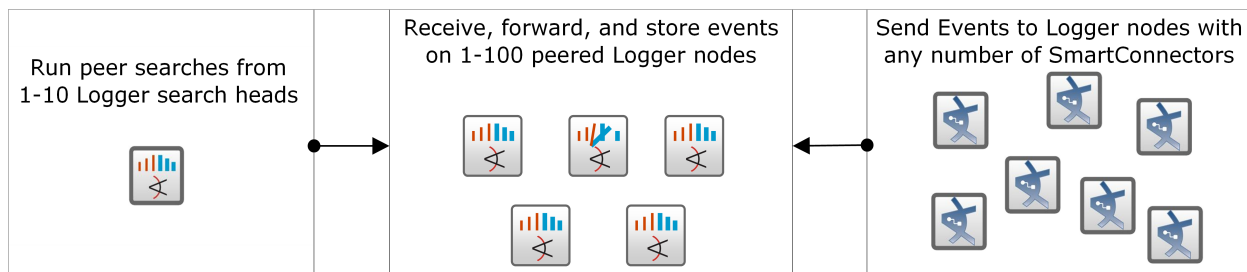 Run peer searches from
1-10 Logger search heads
Receive, forward, and store events
on 1-100 peered Logger nodes
Send Events to Logger nodes with
any number of SmartConnectors